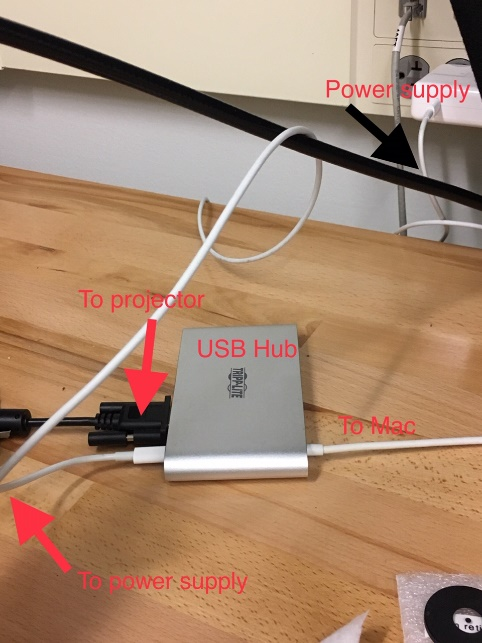 Power supply
To projector
USB Hub
TRIPP·LITE
To Mac
To power supply